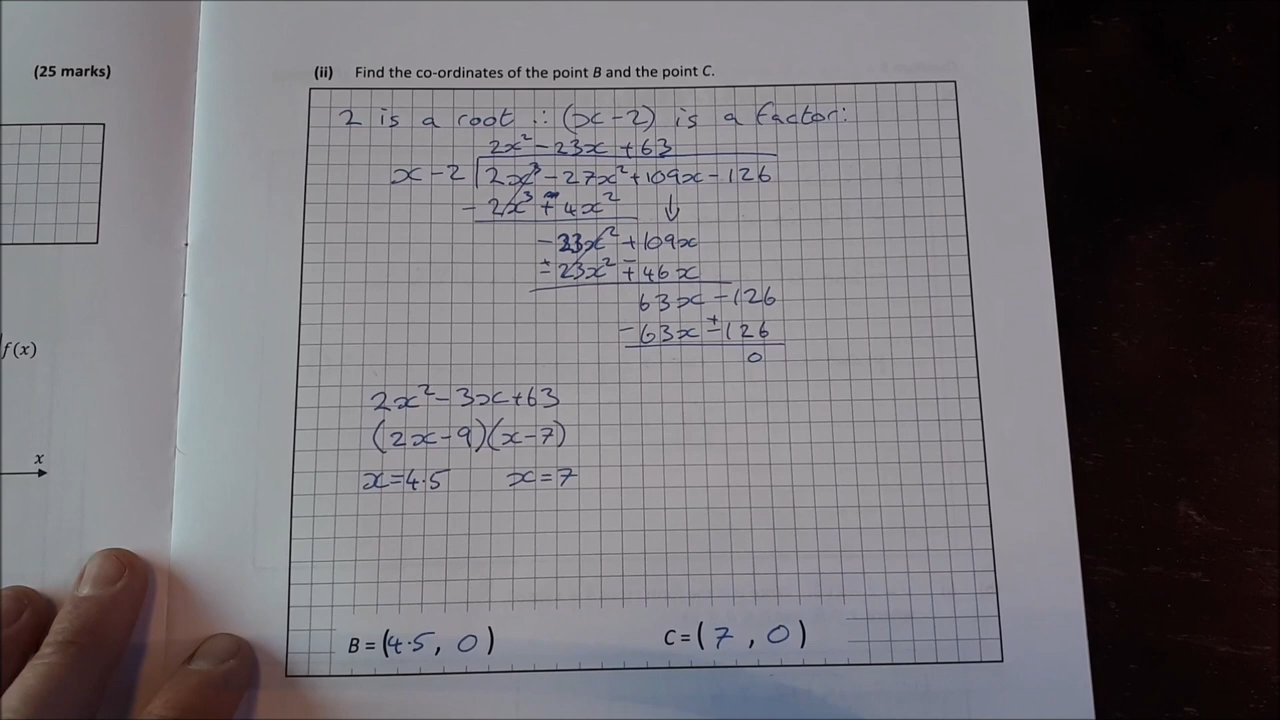 (25 marks)
f(x)
x
(ii) Find the co-ordinates of the point B and the point C.
2 is a root ∴ (x-2) is a factor:
2x² - 23x + 63
x - 2 | 2x³ - 27x² + 109x - 126
- 2x³ +- 4x² ↓
- 23x² + 109x
+- 23x² +- 46x
63x - 126
- 63x +- 126
0
2x² - 3x + 63
(2x - 9)(x - 7)
x = 4.5 x = 7
B = (4.5, 0) C = (7, 0)